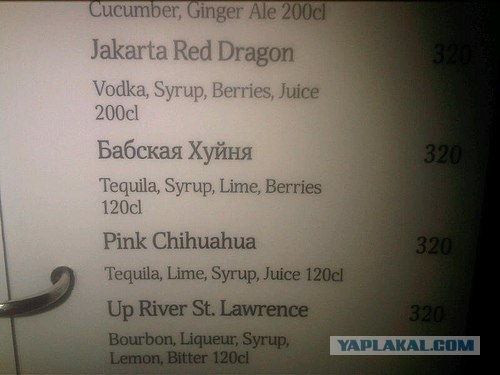 Cucumber, Ginger Ale 200cl
Jakarta Red Dragon 320
Vodka, Syrup, Berries, Juice
200cl
Бабская Хуйня 320
Tequila, Syrup, Lime, Berries
120cl
Pink Chihuahua 320
Tequila, Lime, Syrup, Juice 120cl
Up River St. Lawrence 320
Bourbon, Liqueur, Syrup,
Lemon, Bitter 120cl
YAPLAKAL.COM